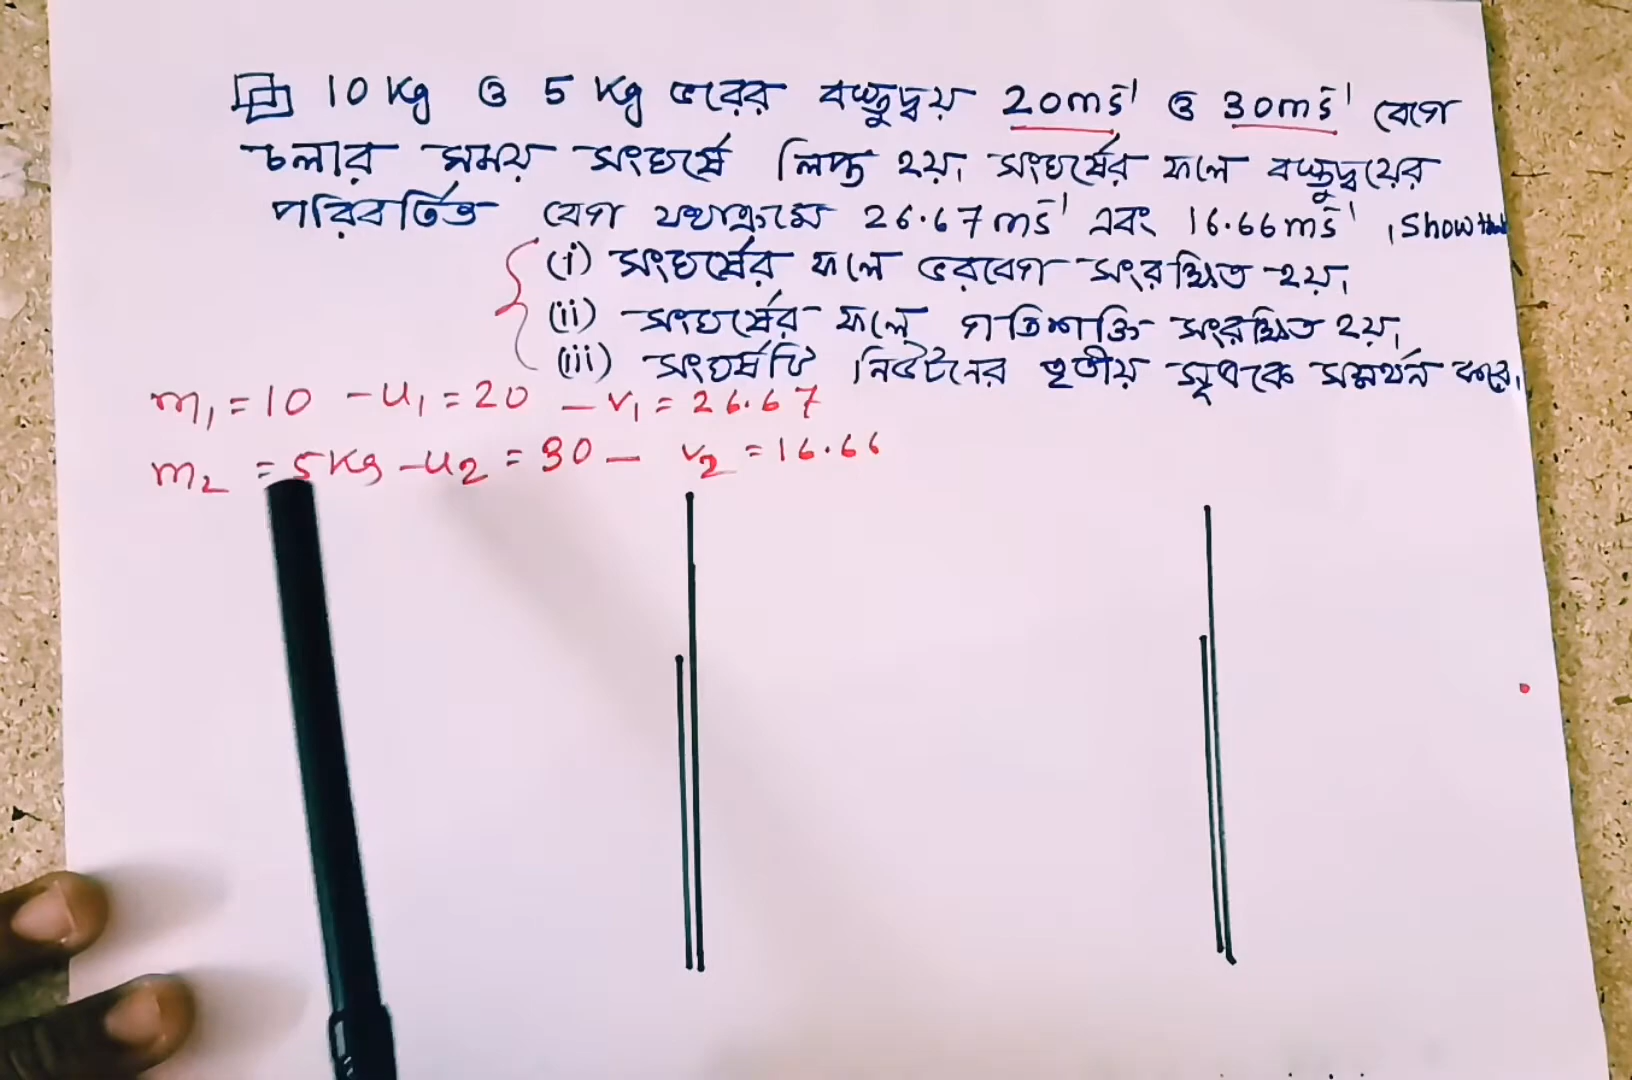 10 Kg ও 5 Kg ভরের বস্তুদ্বয় 20ms⁻¹ ও 30ms⁻¹ বেগে
চলার সময় সংঘর্ষে লিপ্ত হয়। সংঘর্ষের ফলে বস্তুদ্বয়ের
পরিবর্তিত বেগ যথাক্রমে 26.67ms⁻¹ এবং 16.66ms⁻¹ । Show that
(i) সংঘর্ষের ফলে ভরবেগ সংরক্ষিত হয়।
(ii) সংঘর্ষের ফলে গতিশক্তি সংরক্ষিত হয়।
(iii) সংঘর্ষটি নিউটনের তৃতীয় সূত্রকে সমর্থন করে।
m₁ = 10 - u₁ = 20 - v₁ = 26.67
m₂ = 5 Kg - u₂ = 30 - v₂ = 16.66